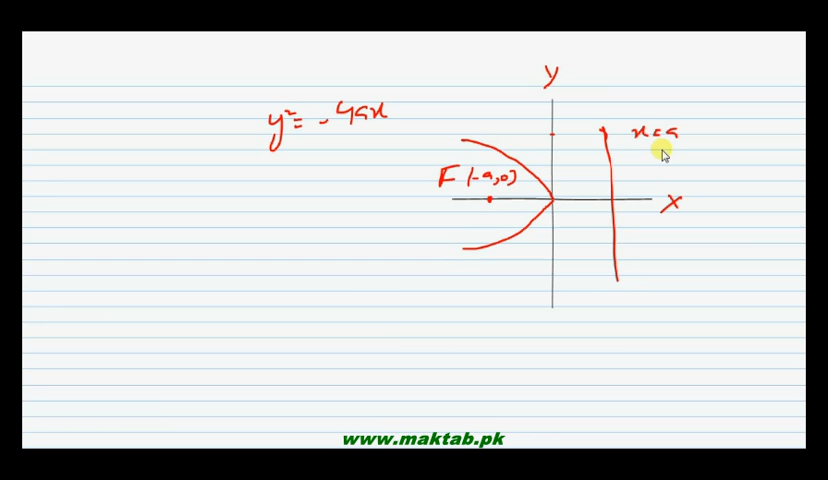 y
y² = - 4ax
x = a
F (-a, 0)
x
www.maktab.pk